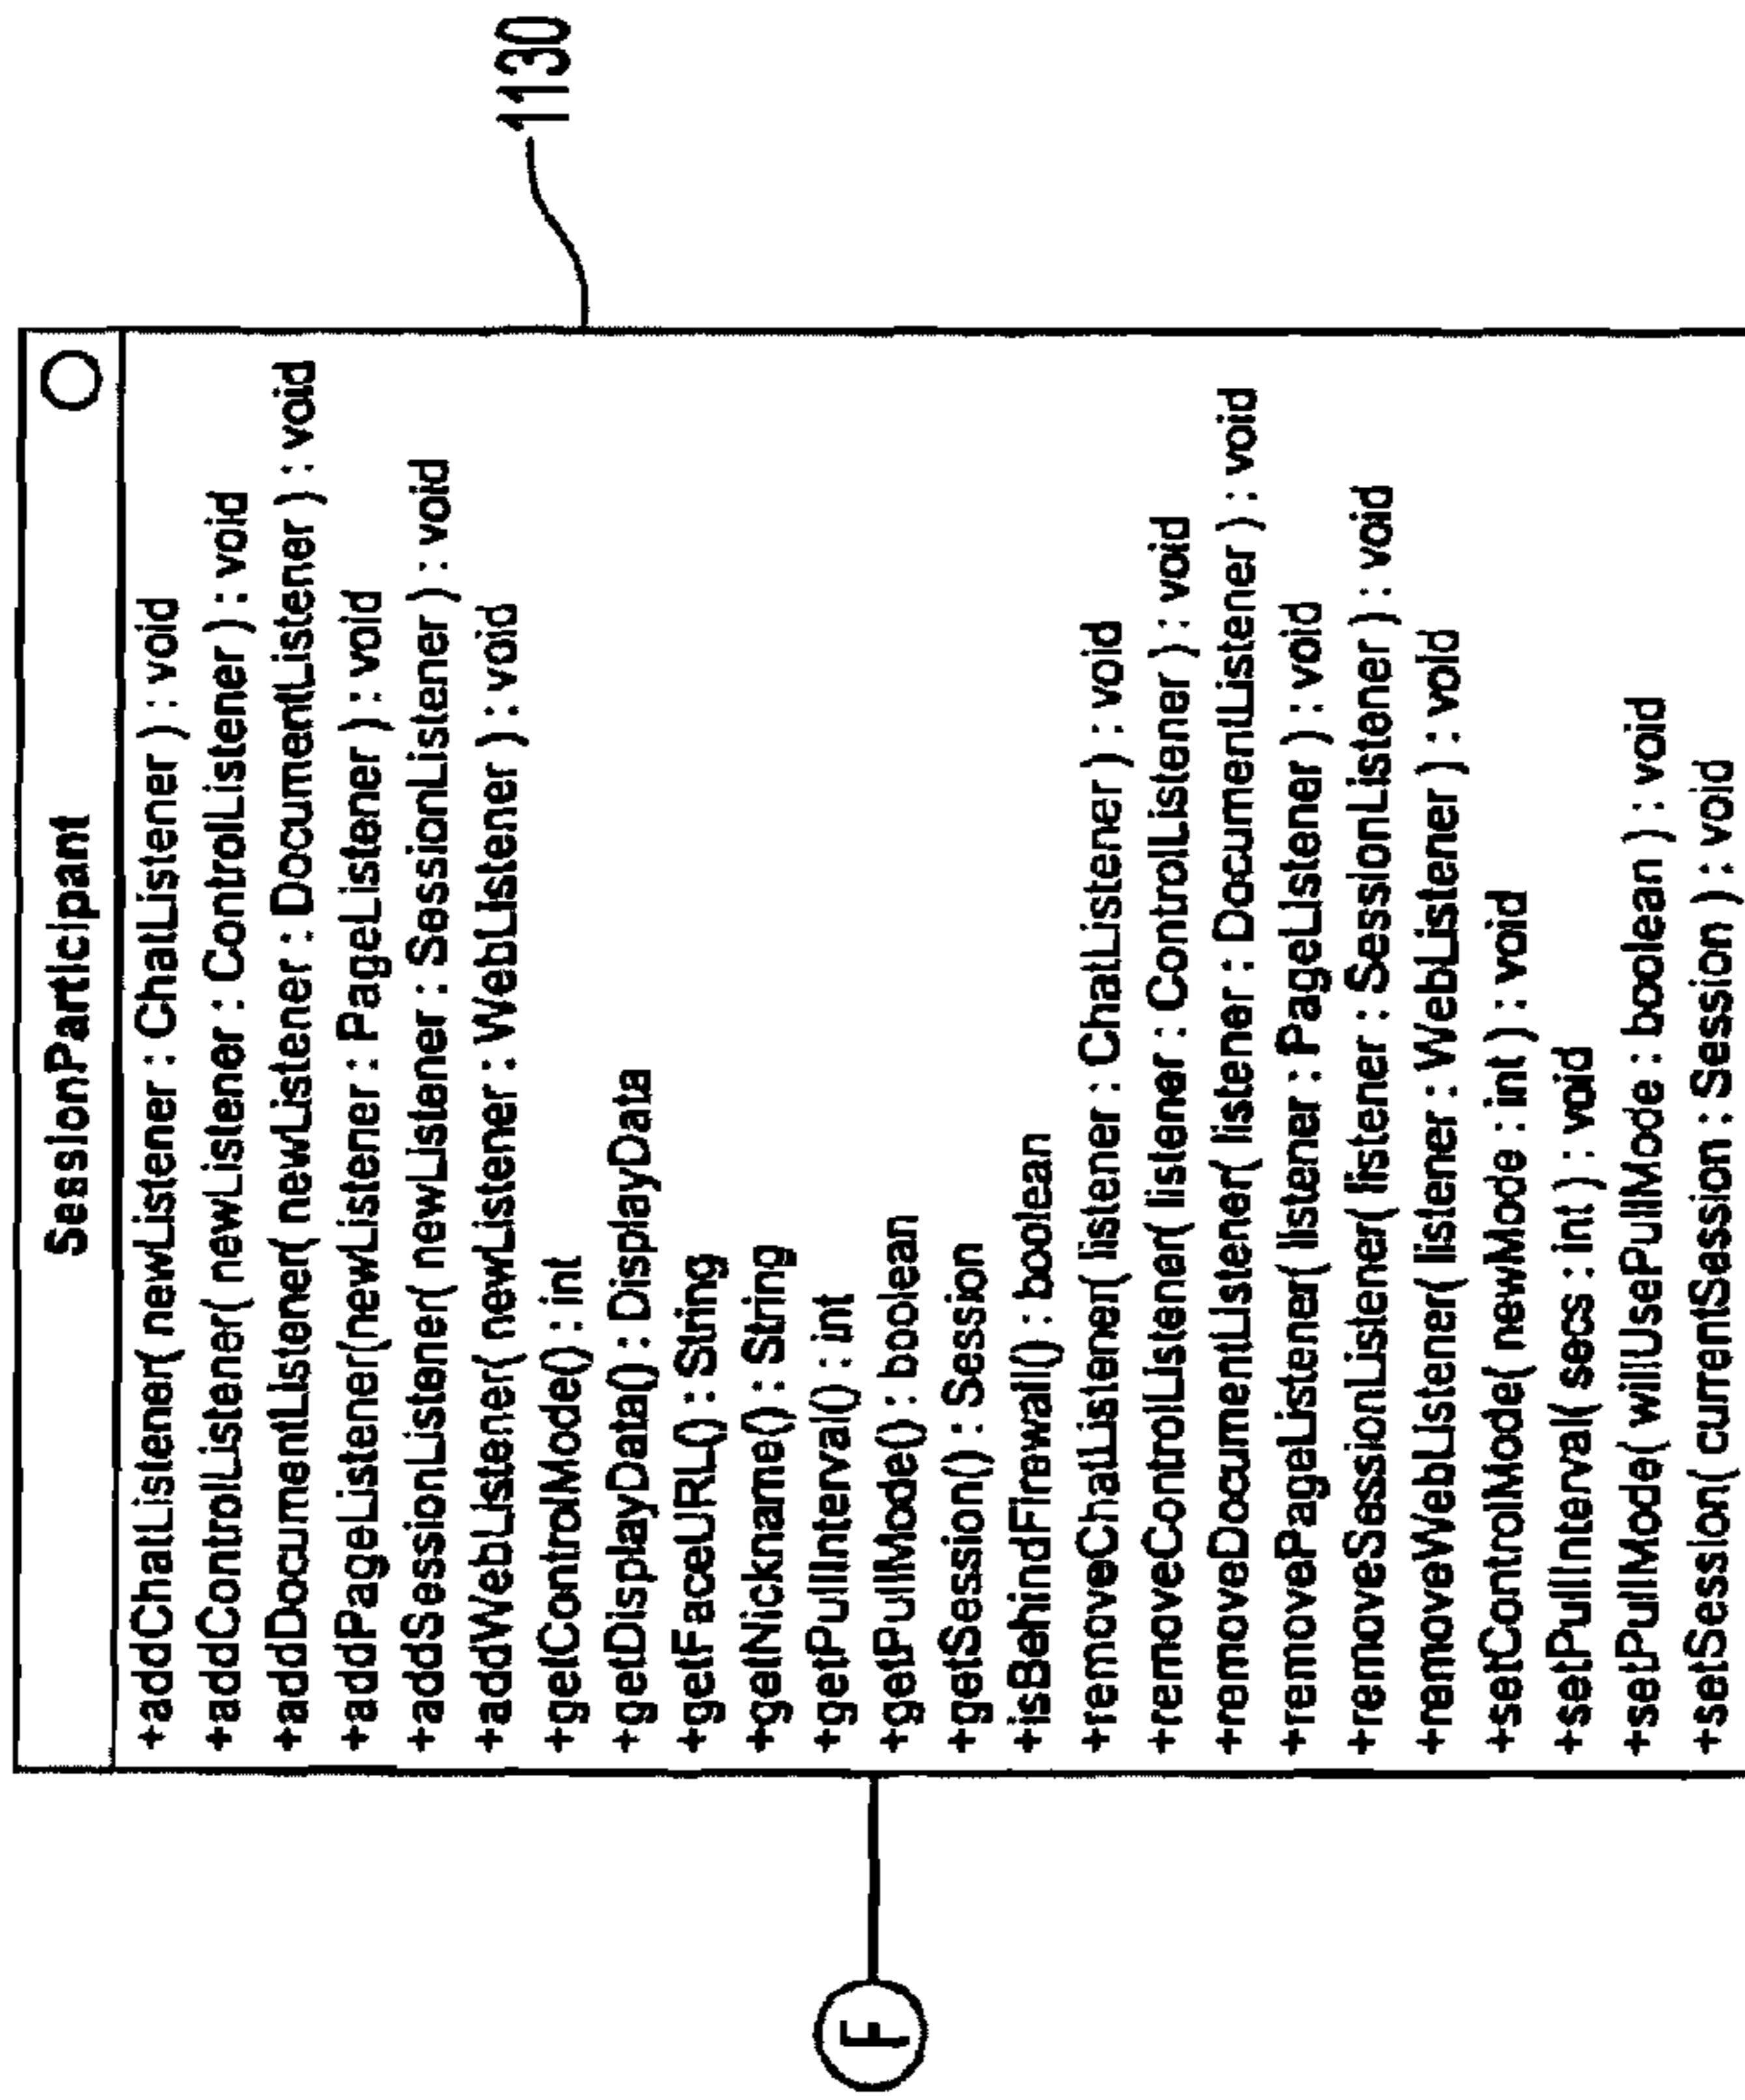 SessionParticipant
+addChatListener( newListener : ChatListener ) : void
+addControlListener( newListener : ControlListener ) : void
+addDocumentListener( newListener : DocumentListener ) : void
+addPageListener(newListener : PageListener ) : void
+addSessionListener( newListener : SessionListener ) : void
+addWebListener( newListener : WebListener ) : void
+getControlMode() : int
+getDisplayData() : DisplayData
+getFaceURL() : String
+getNickname() : String
+getPullInterval() : int
+getPullMode() : boolean
+getSession() : Session
+isBehindFirewall() : boolean
+removeChatListener( listener : ChatListener ) : void
+removeControlListener( listener : ControlListener ) : void
+removeDocumentListener( listener : DocumentListener ) : void
+removePageListener( listener : PageListener ) : void
+removeSessionListener( listener : SessionListener ) : void
+removeWebListener( listener : WebListener ) : void
+setControlMode( newMode : int ) : void
+setPullInterval( secs : int ) : void
+setPullMode( willUsePullMode : boolean ) : void
+setSession( currentSession : Session ) : void
1130
F